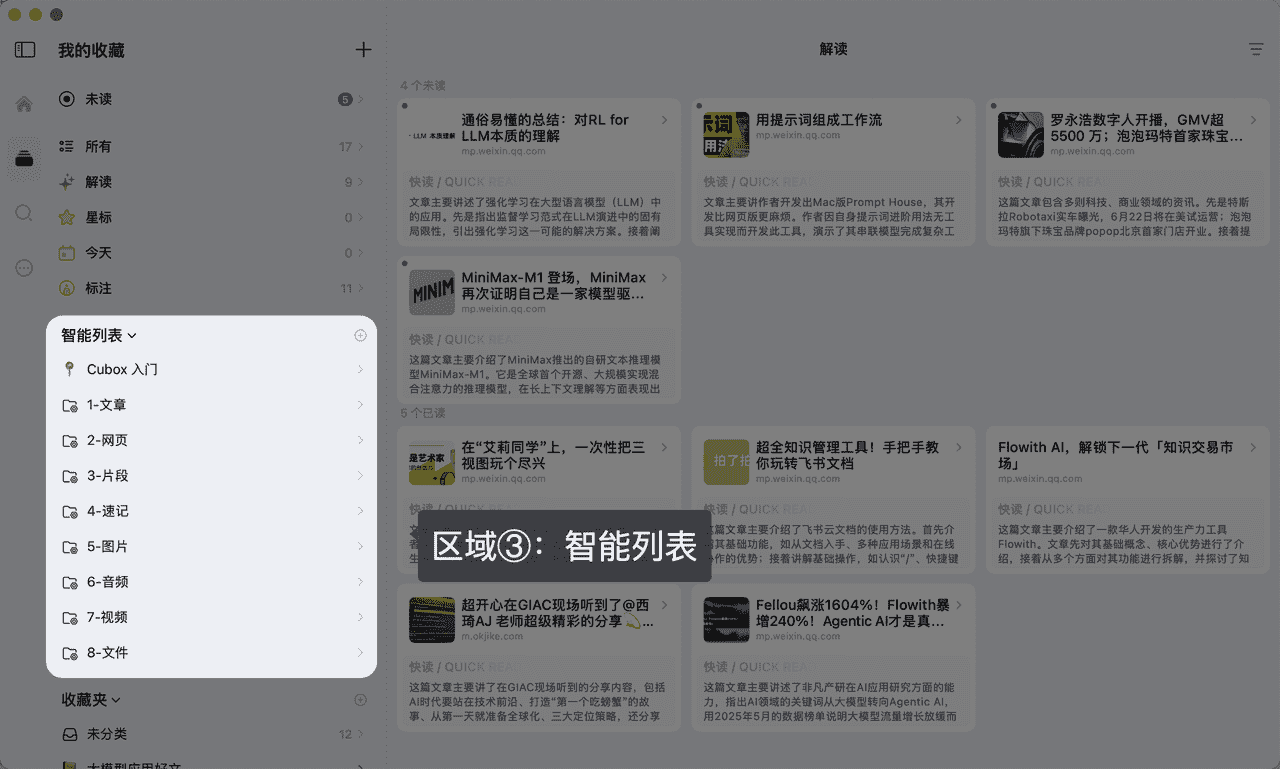 我的收藏
未读
5
所有
17
解读
9
星标
0
今天
0
标注
11
智能列表
Cubox 入门
1-文章
2-网页
3-片段
4-速记
5-图片
6-音频
7-视频
8-文件
收藏夹
未分类
12
大模型应用好文
解读
4 个未读
LLM 本质理解
通俗易懂的总结：对RL for
LLM本质的理解
mp.weixin.qq.com
快读 / QUICK READ
文章主要讲述了强化学习在大型语言模型（LLM）中
的应用。先是指出监督学习范式在LLM演进中的固有
局限性，引出强化学习这一可能的解决方案。接着阐
用提示词组成工作流
mp.weixin.qq.com
快读 / QUICK READ
文章主要讲述作者开发出Mac版Prompt House，其开
发比网页版更麻烦。作者因自身提示词进阶用法无工
具实现而开发此工具，演示了其串联模型完成复杂工
罗永浩数字人开播，GMV超
5500 万；泡泡玛特首家珠宝...
mp.weixin.qq.com
快读 / QUICK READ
这篇文章包含多则科技、商业领域的资讯。先是特斯
拉Robotaxi实车曝光，6月22日将在美试运营；泡泡
玛特旗下珠宝品牌popop北京首家门店开业。接着提
MINIM
MiniMax-M1 登场，MiniMax
再次证明自己是一家模型驱...
mp.weixin.qq.com
快读 / QUICK READ
这篇文章主要介绍了MiniMax推出的自研文本推理模
型MiniMax-M1。它是全球首个开源、大规模实现混
合注意力的推理模型，在长上下文理解等方面表现出
5 个已读
是艺术家
在“艾莉同学”上，一次性把三
视图玩个尽兴
mp.weixin.qq.com
快读 / QUICK READ
拍了拍
超全知识管理工具！手把手教
你玩转飞书文档
mp.weixin.qq.com
快读 / QUICK READ
这篇文章主要介绍了飞书云文档的使用方法。首先介
其基础功能，如从文档入手、多种应用场景和在线
作的优势；接着讲解基础操作，如认识“/”、快捷键
Flowith AI，解锁下一代「知识交易市
场」
mp.weixin.qq.com
快读 / QUICK READ
这篇文章主要介绍了一款华人开发的生产力工具
Flowith。文章先对其基础概念、核心优势进行了介
绍，接着从多个方面对其功能进行拆解，并探讨了知
区域③：智能列表
超开心在GIAC现场听到了@西
琦AJ 老师超级精彩的分享💫...
m.okjike.com
快读 / QUICK READ
这篇文章主要讲了在GIAC现场听到的分享内容，包括
AI时代要站在技术前沿、打造“第一个吃螃蟹”的故
事、从第一天就准备全球化、三大定位策略，还分享
Fellou飙涨1604%！Flowith暴
增240%！Agentic AI才是真...
mp.weixin.qq.com
快读 / QUICK READ
这篇文章主要讲述了非凡产研在AI应用研究方面的能
力，指出AI领域的关键词从大模型转向Agentic AI，
用2025年5月的数据榜单说明大模型流量增长放缓而